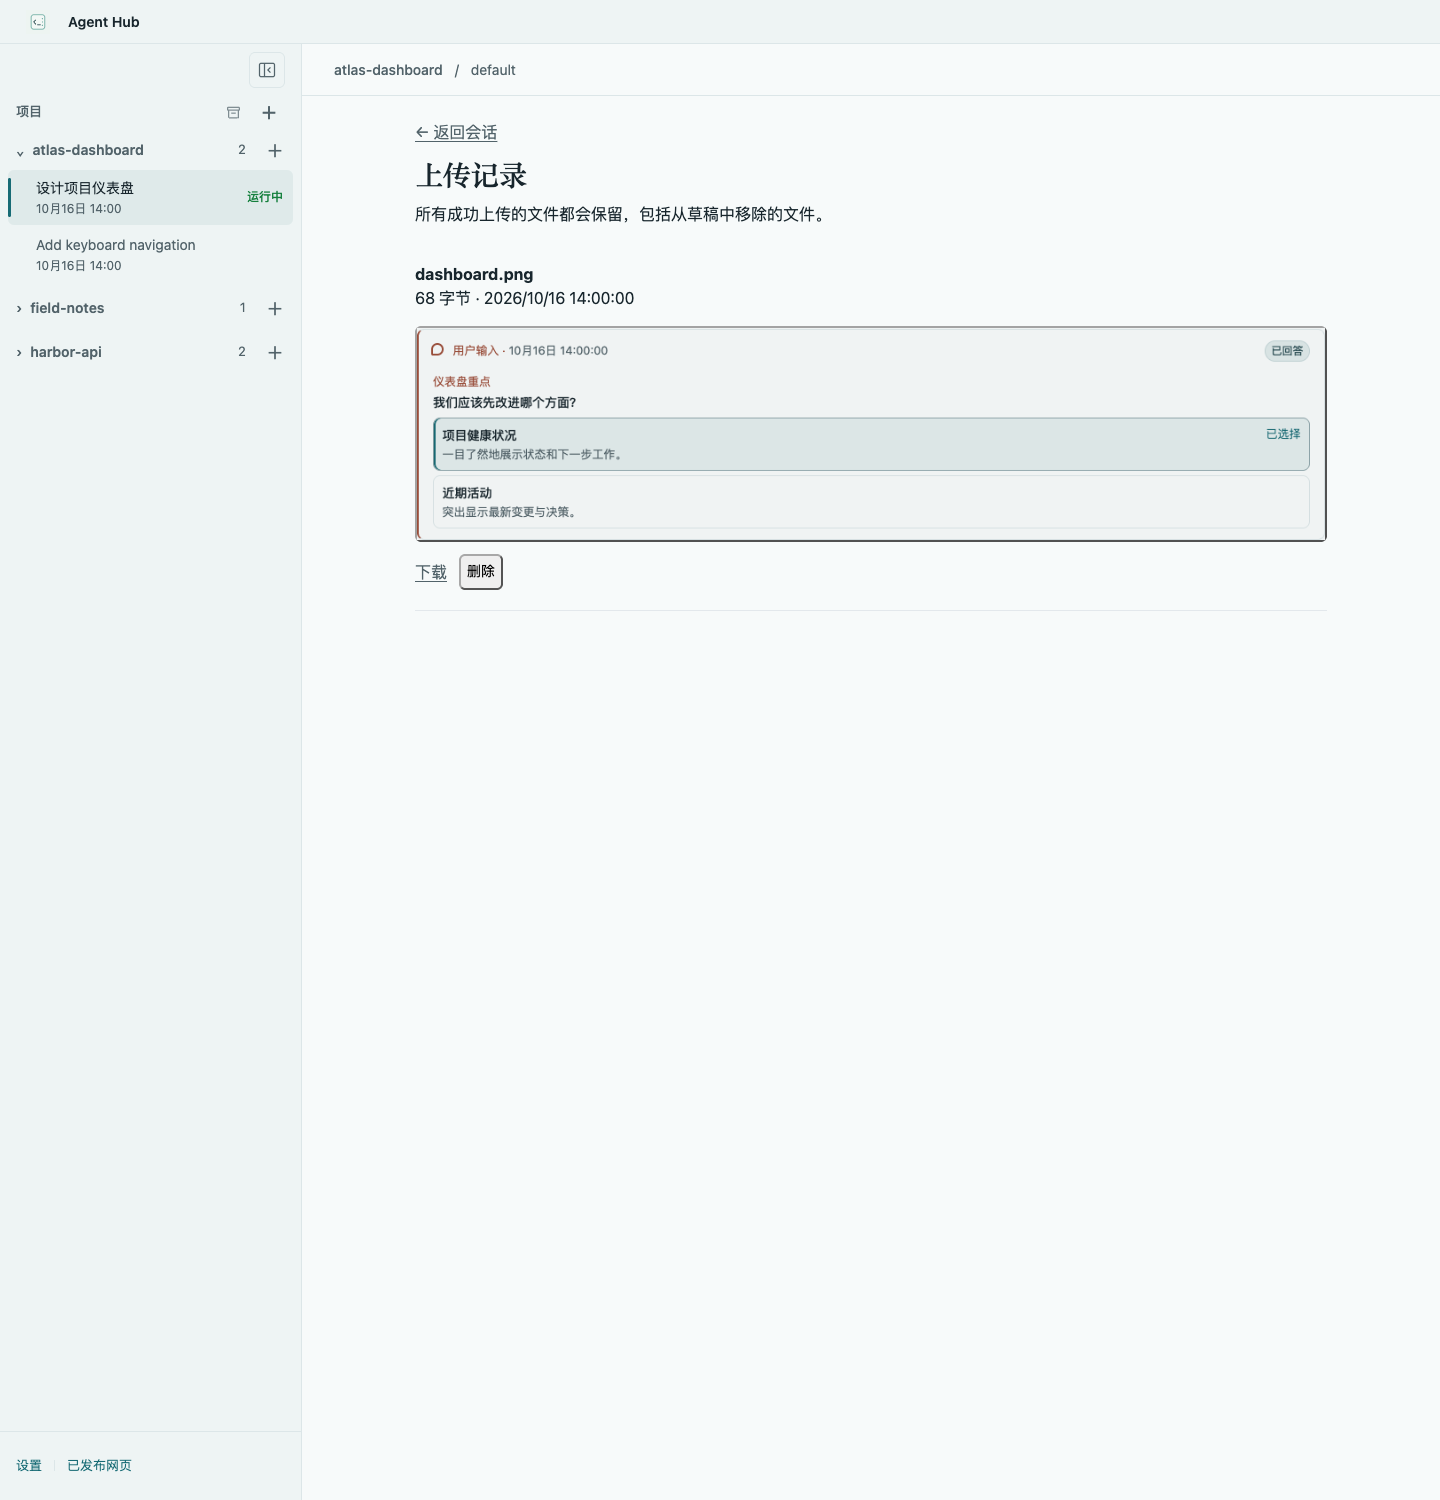 Agent Hub
项目
atlas-dashboard 2
设计项目仪表盘
10月16日 14:00
运行中
Add keyboard navigation
10月16日 14:00
field-notes 1
harbor-api 2
设置
已发布网页
atlas-dashboard / default
← 返回会话
上传记录
所有成功上传的文件都会保留，包括从草稿中移除的文件。
dashboard.png
68 字节 · 2026/10/16 14:00:00
用户输入 · 10月16日 14:00:00
已回答
仪表盘重点
我们应该先改进哪个方面?
项目健康状况
已选择
一目了然地展示状态和下一步工作。
近期活动
突出显示最新变更与决策。
下载
删除